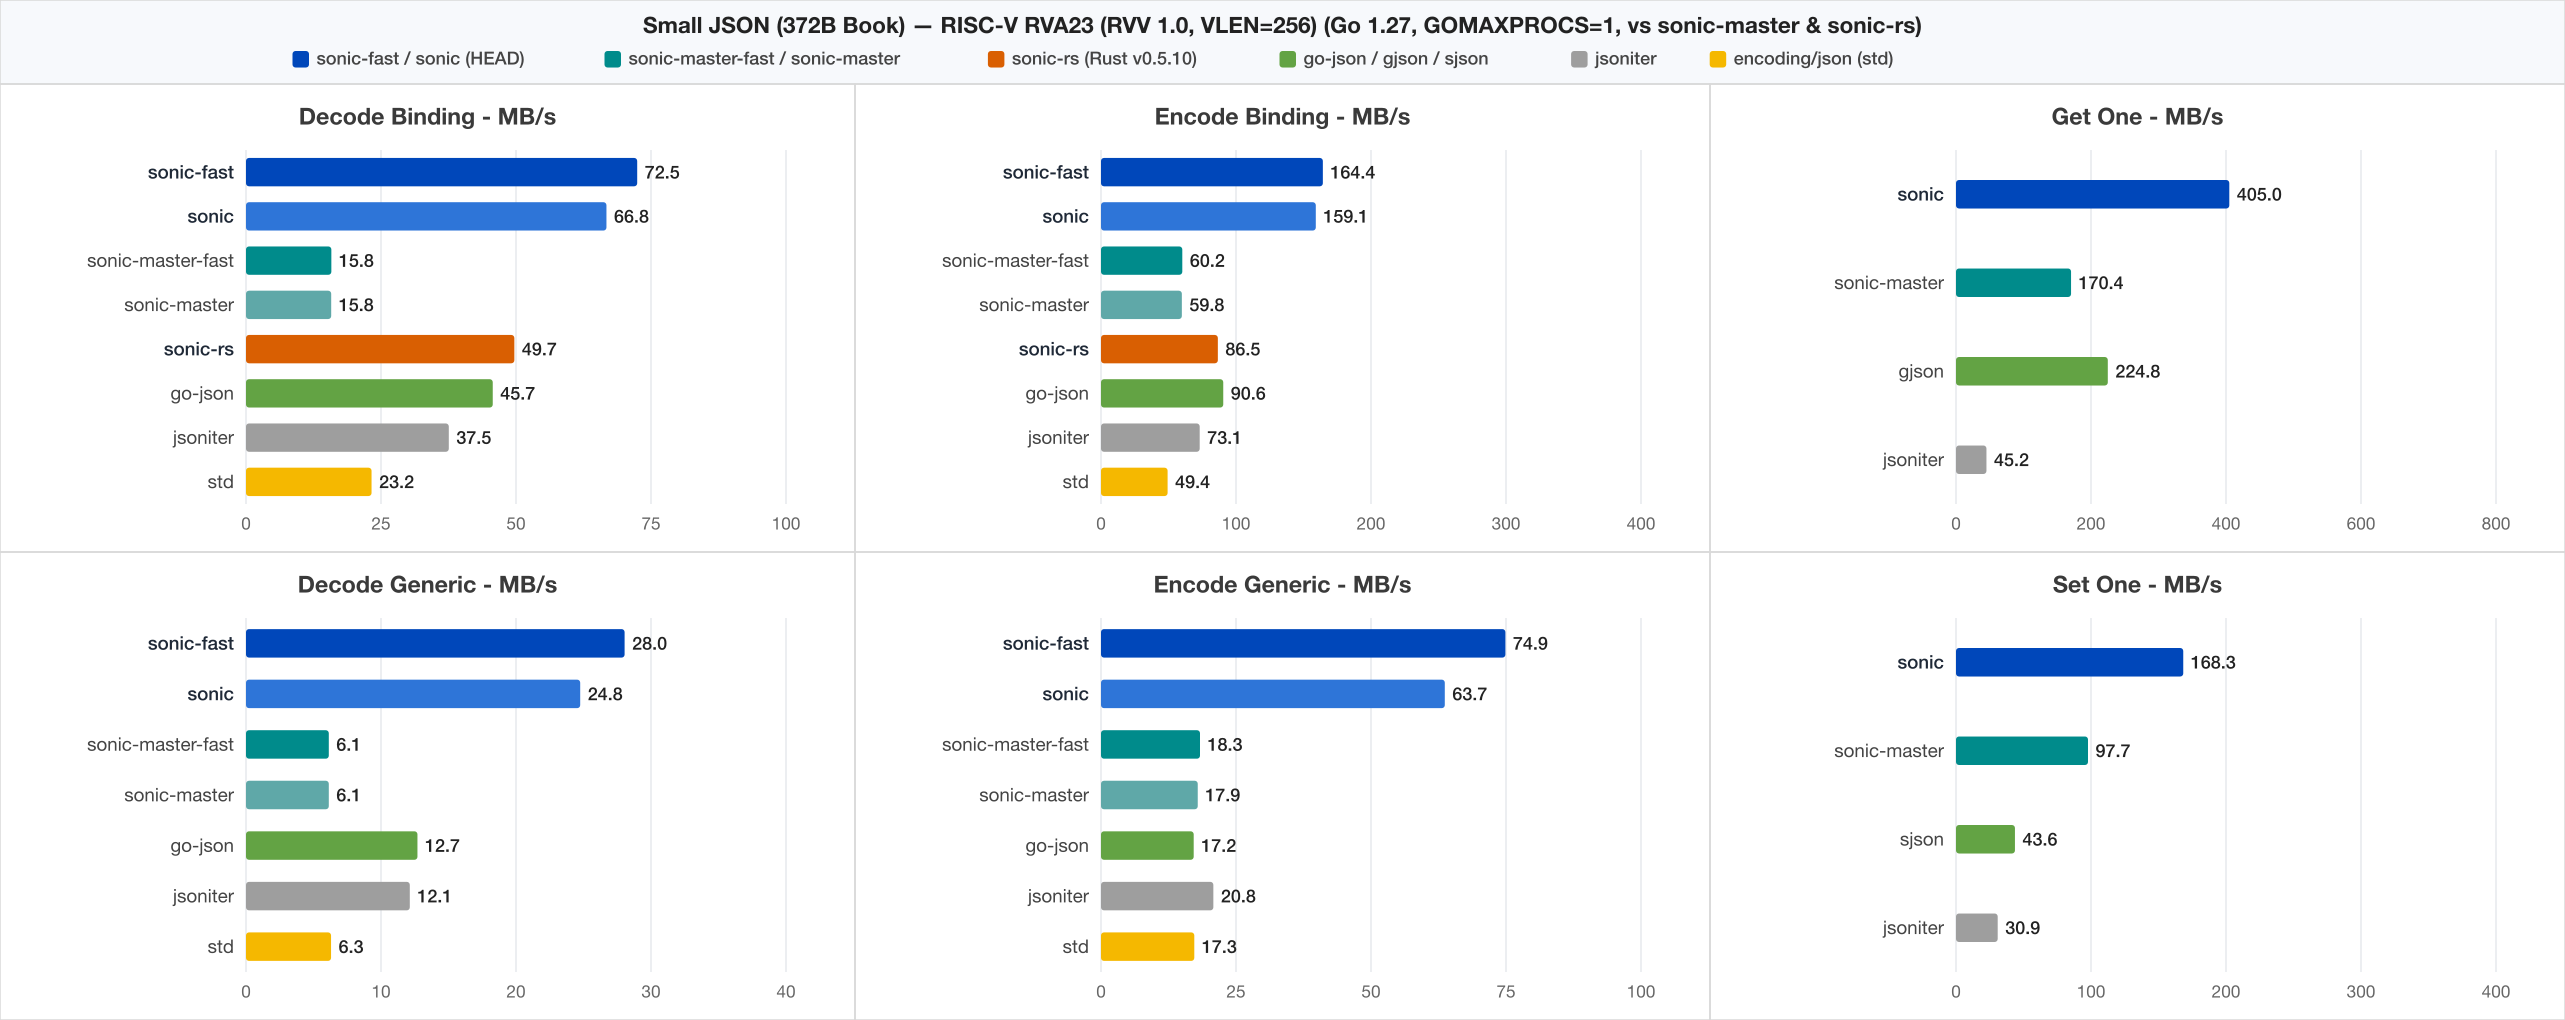 Small JSON (372B Book) — RISC-V RVA23 (RVV 1.0, VLEN=256) (Go 1.27, GOMAXPROCS=1, vs sonic-master & sonic-rs)
sonic-fast / sonic (HEAD) sonic-master-fast / sonic-master sonic-rs (Rust v0.5.10) go-json / gjson / sjson jsoniter encoding/json (std)
Decode Binding - MB/s
sonic-fast 72.5
sonic 66.8
sonic-master-fast 15.8
sonic-master 15.8
sonic-rs 49.7
go-json 45.7
jsoniter 37.5
std 23.2
0 25 50 75 100
Encode Binding - MB/s
sonic-fast 164.4
sonic 159.1
sonic-master-fast 60.2
sonic-master 59.8
sonic-rs 86.5
go-json 90.6
jsoniter 73.1
std 49.4
0 100 200 300 400
Get One - MB/s
sonic 405.0
sonic-master 170.4
gjson 224.8
jsoniter 45.2
0 200 400 600 800
Decode Generic - MB/s
sonic-fast 28.0
sonic 24.8
sonic-master-fast 6.1
sonic-master 6.1
go-json 12.7
jsoniter 12.1
std 6.3
0 10 20 30 40
Encode Generic - MB/s
sonic-fast 74.9
sonic 63.7
sonic-master-fast 18.3
sonic-master 17.9
go-json 17.2
jsoniter 20.8
std 17.3
0 25 50 75 100
Set One - MB/s
sonic 168.3
sonic-master 97.7
sjson 43.6
jsoniter 30.9
0 100 200 300 400